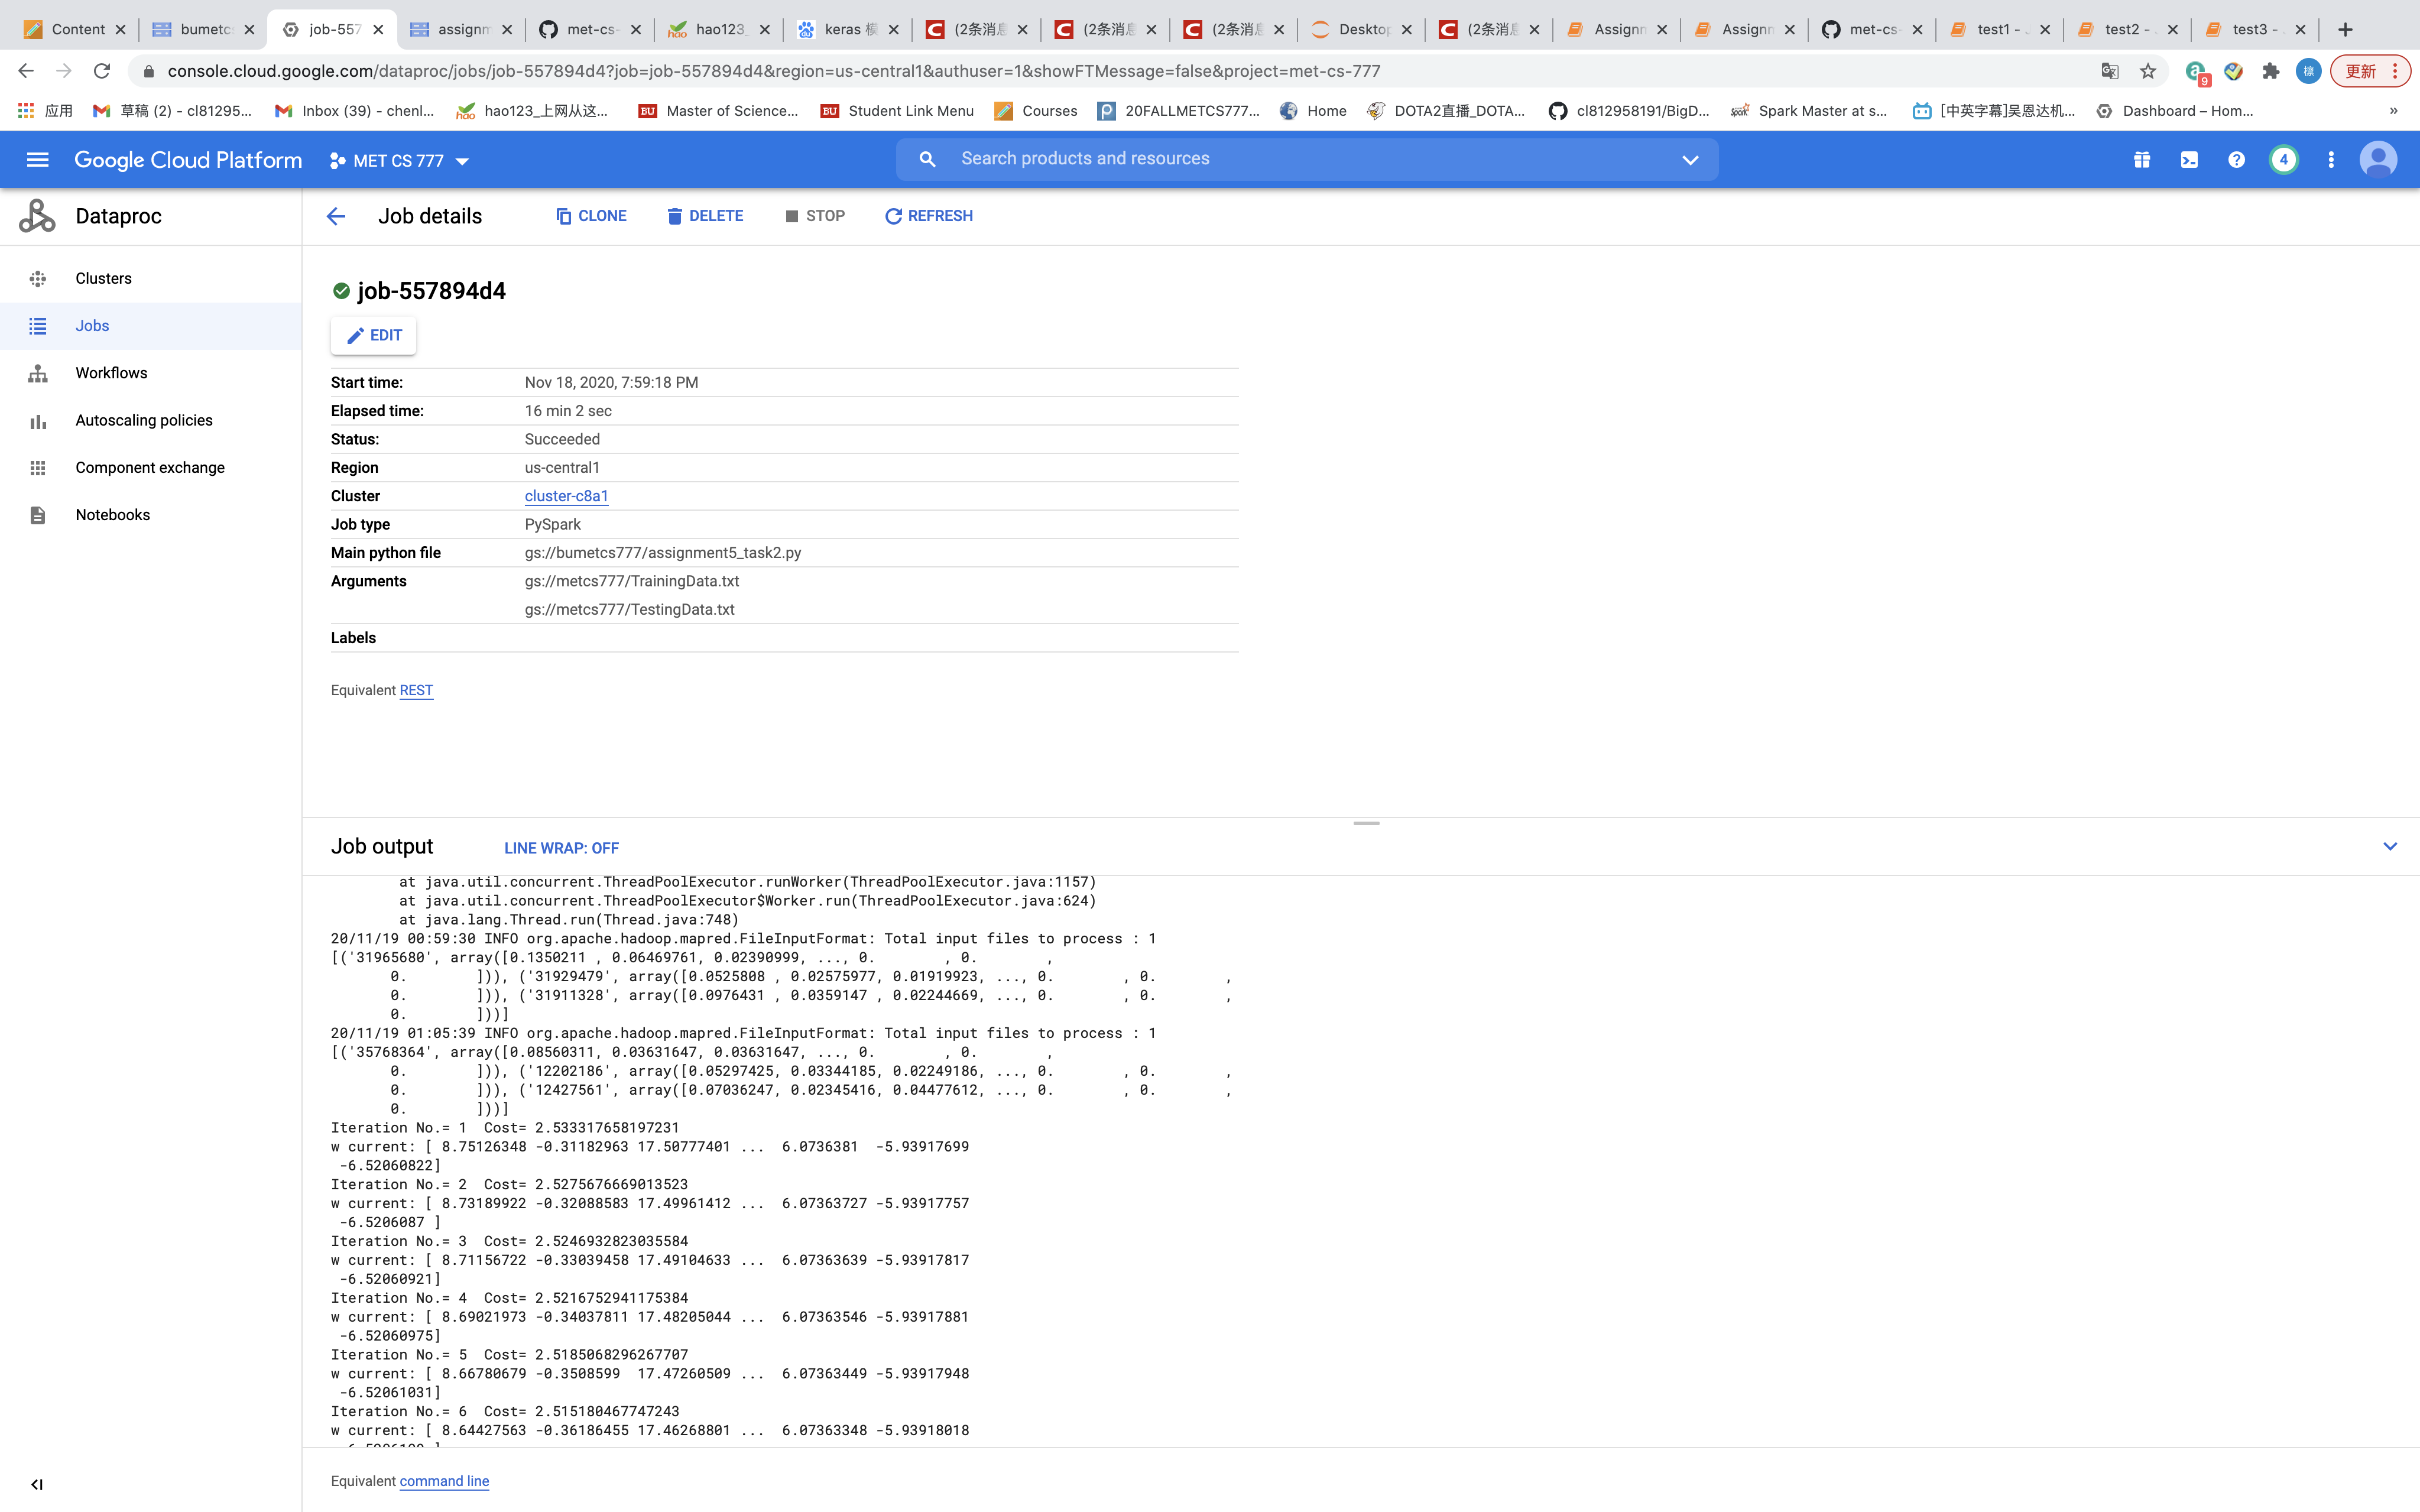 Content
bumetc
job-557
assignm
met-cs-
hao123_
keras 模
(2条消息
(2条消息
(2条消息
Desktop
(2条消息
Assignm
Assignm
met-cs-
test1 - J
test2 -
test3 -
console.cloud.google.com/dataproc/jobs/job-557894d4?job=job-557894d4&region=us-central1&authuser=1&showFTMessage=false&project=met-cs-777
9
更新
应用
草稿 (2) - cl81295...
Inbox (39) - chenl...
hao123_上网从这...
Master of Science...
Student Link Menu
Courses
20FALLMETCS777...
Home
DOTA2直播_DOTA...
cl812958191/BigD...
Spark Master at s...
[中英字幕]吴恩达机...
Dashboard – Hom...
»
Google Cloud Platform
MET CS 777
Search products and resources
4
Dataproc
Job details
CLONE
DELETE
STOP
REFRESH
Clusters
Jobs
Workflows
Autoscaling policies
Component exchange
Notebooks
job-557894d4
EDIT
Start time: Nov 18, 2020, 7:59:18 PM
Elapsed time: 16 min 2 sec
Status: Succeeded
Region us-central1
Cluster cluster-c8a1
Job type PySpark
Main python file gs://bumetcs777/assignment5_task2.py
Arguments gs://metcs777/TrainingData.txt
gs://metcs777/TestingData.txt
Labels
Equivalent REST
Job output
LINE WRAP: OFF
at java.util.concurrent.ThreadPoolExecutor.runWorker(ThreadPoolExecutor.java:1157)
at java.util.concurrent.ThreadPoolExecutor$Worker.run(ThreadPoolExecutor.java:624)
at java.lang.Thread.run(Thread.java:748)
20/11/19 00:59:30 INFO org.apache.hadoop.mapred.FileInputFormat: Total input files to process : 1
[('31965680', array([0.1350211 , 0.06469761, 0.02390999, ..., 0.        , 0.        ,
0.        ])), ('31929479', array([0.0525808 , 0.02575977, 0.01919923, ..., 0.        , 0.        ,
0.        ])), ('31911328', array([0.0976431 , 0.0359147 , 0.02244669, ..., 0.        , 0.        ,
0.        ]))]
20/11/19 01:05:39 INFO org.apache.hadoop.mapred.FileInputFormat: Total input files to process : 1
[('35768364', array([0.08560311, 0.03631647, 0.03631647, ..., 0.        , 0.        ,
0.        ])), ('12202186', array([0.05297425, 0.03344185, 0.02249186, ..., 0.        , 0.        ,
0.        ])), ('12427561', array([0.07036247, 0.02345416, 0.04477612, ..., 0.        , 0.        ,
0.        ]))]
Iteration No.= 1  Cost= 2.533317658197231
w current: [ 8.75126348 -0.31182963 17.50777401 ...  6.0736381  -5.93917699
-6.52060822]
Iteration No.= 2  Cost= 2.5275676669013523
w current: [ 8.73189922 -0.32088583 17.49961412 ...  6.07363727 -5.93917757
-6.5206087 ]
Iteration No.= 3  Cost= 2.5246932823035584
w current: [ 8.71156722 -0.33039458 17.49104633 ...  6.07363639 -5.93917817
-6.52060921]
Iteration No.= 4  Cost= 2.5216752941175384
w current: [ 8.69021973 -0.34037811 17.48205044 ...  6.07363546 -5.93917881
-6.52060975]
Iteration No.= 5  Cost= 2.5185068296267707
w current: [ 8.66780679 -0.3508599  17.47260509 ...  6.07363449 -5.93917948
-6.52061031]
Iteration No.= 6  Cost= 2.515180467747243
w current: [ 8.64427563 -0.36186455 17.46268801 ...  6.07363348 -5.93918018
Equivalent command line